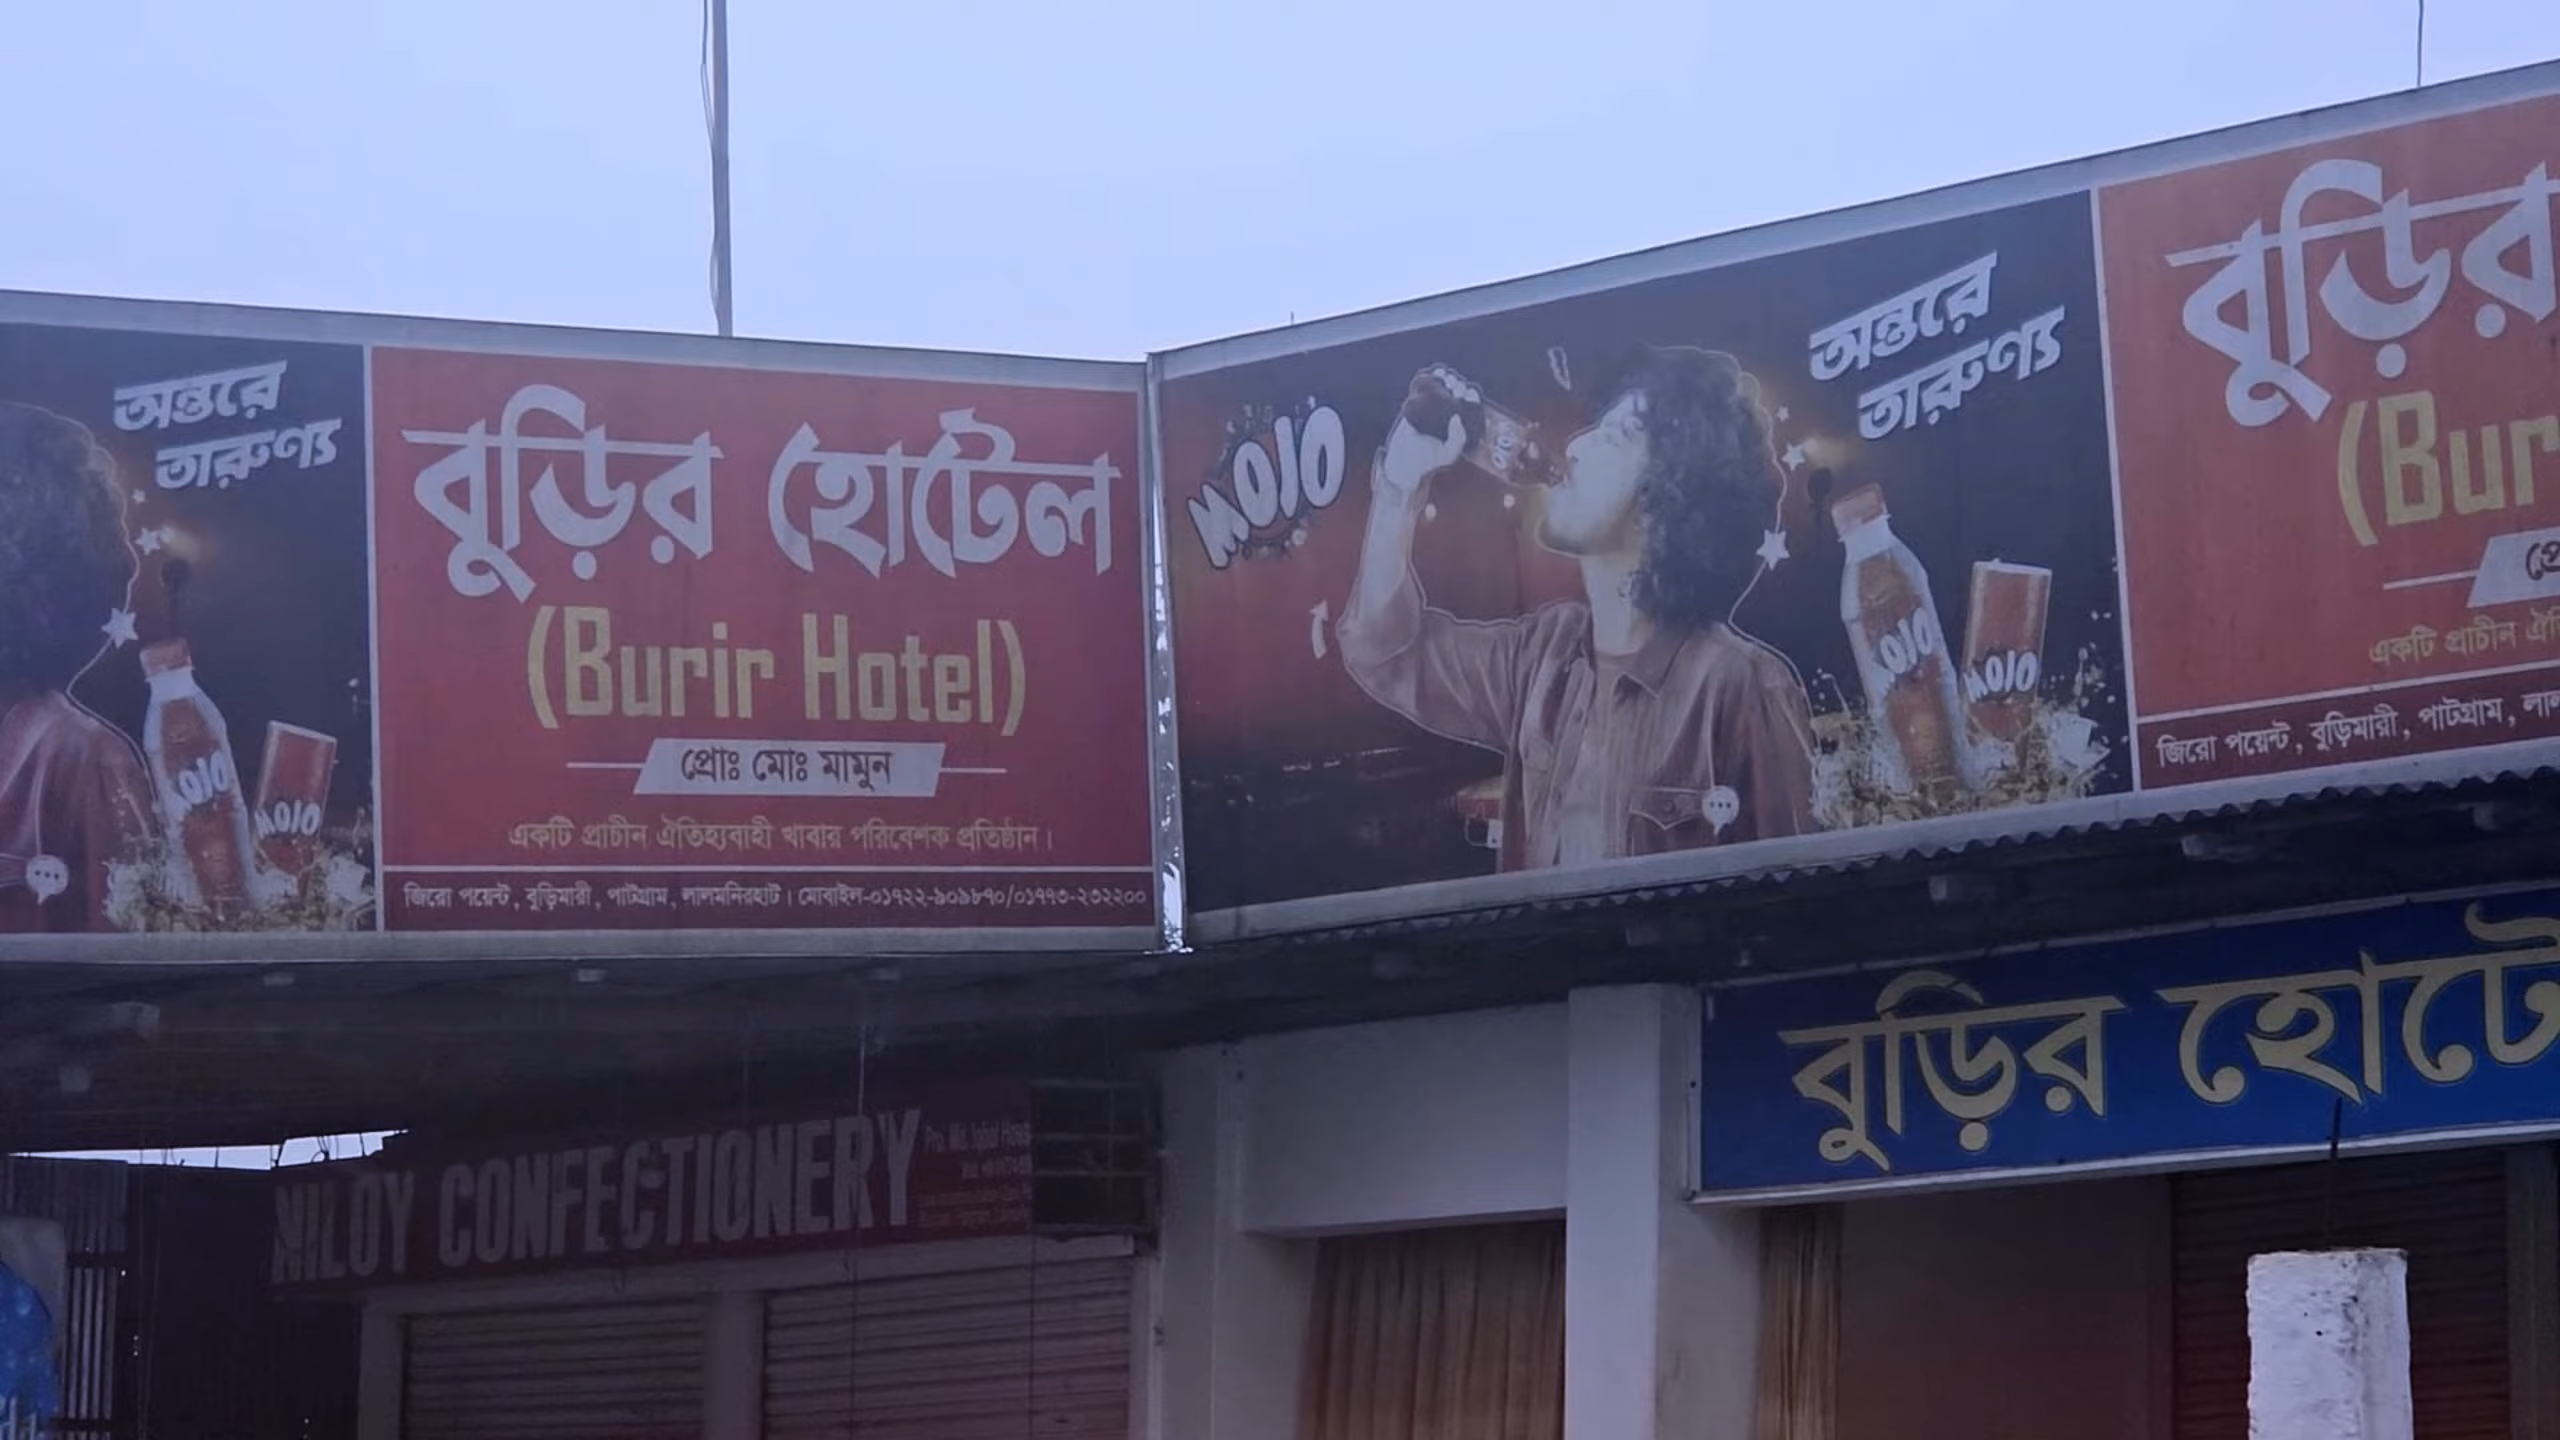 অন্তরে
তারুণ্য
MOJO
MOJO
বুড়ির হোটেল
(Burir Hotel)
প্রোঃ মোঃ মামুন
একটি প্রাচীন ঐতিহ্যবাহী খাবার পরিবেশক প্রতিষ্ঠান।
জিরো পয়েন্ট, বুড়িমারী, পাটগ্রাম, লালমনিরহাট। মোবাইল-০১৭২২-৯০৯৮৭০/০১৭৭৩-২৩২২০০
MOJO
অন্তরে
তারুণ্য
MOJO
MOJO
বুড়ির
(Bur
প্রে
একটি প্রাচীন
জিরো পয়েন্ট, বুড়িমারী, পাটগ্রাম, লাল
বুড়ির হোটে
NILOY CONFECTIONERY